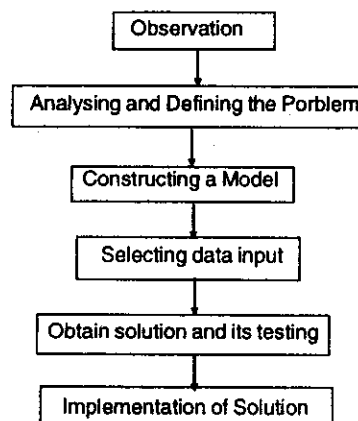 Observation
Analysing and Defining the Porblem
Constructing a Model
Selecting data input
Obtain solution and its testing
Implementation of Solution